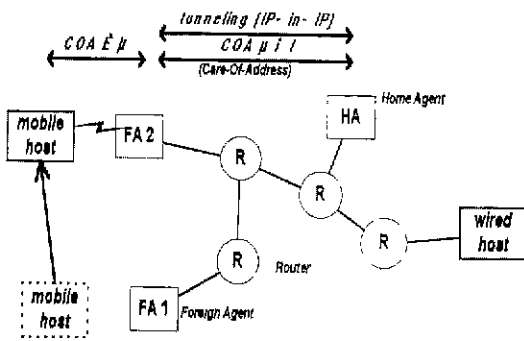 tunneling (IP- in- IP)
COA
COA
(Care-Of-Address)
Home Agent
HA
mobile
host
FA 2
R
R
R
wired
host
R
Router
mobile
host
FA 1
Foreign Agent